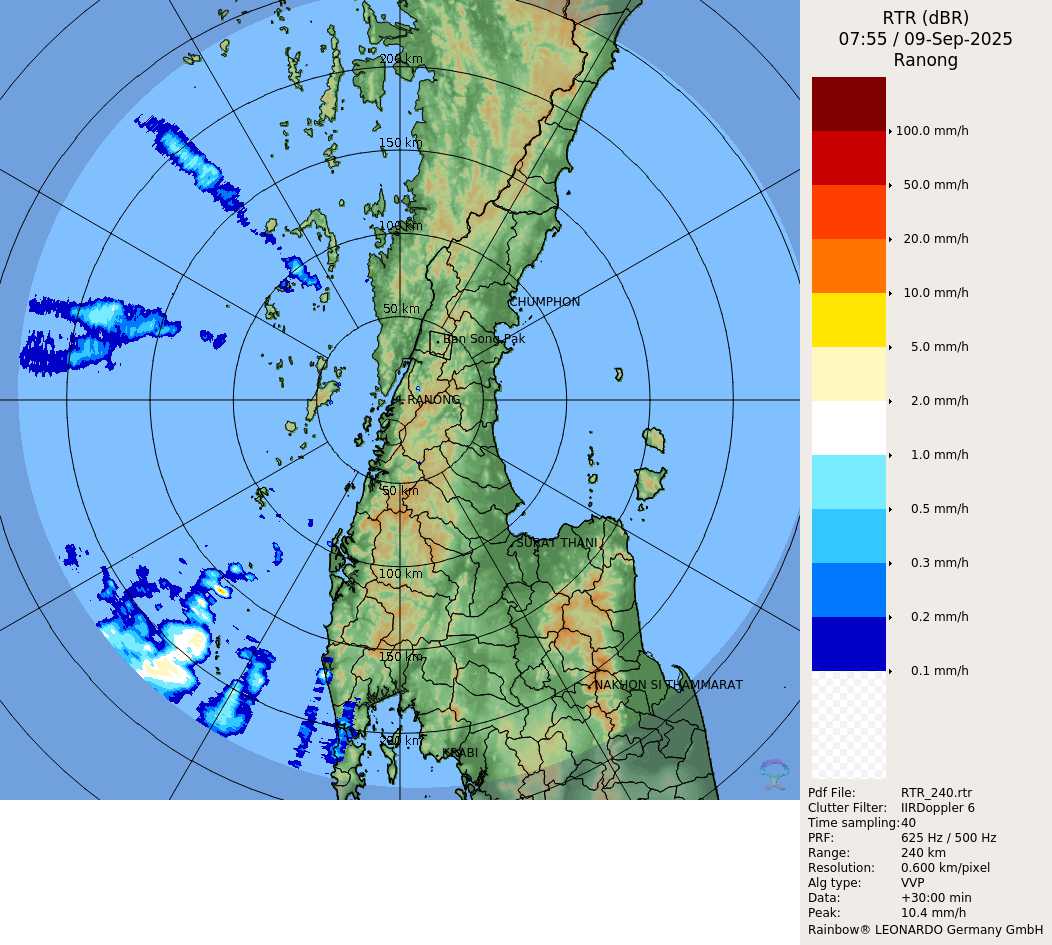 RTR (dBR)
07:55 / 09-Sep-2025
Ranong
100.0 mm/h
50.0 mm/h
20.0 mm/h
10.0 mm/h
5.0 mm/h
2.0 mm/h
1.0 mm/h
0.5 mm/h
0.3 mm/h
0.2 mm/h
0.1 mm/h
200 km
150 km
100 km
50 km
CHUMPHON
Ban Song Pak
RANONG
50 km
SURAT THANI
100 km
150 km
NAKHON SI THAMMARAT
200 km
KRABI
Pdf File: RTR_240.rtr
Clutter Filter: IIRDoppler 6
Time sampling:40
PRF: 625 Hz / 500 Hz
Range: 240 km
Resolution: 0.600 km/pixel
Alg type: VVP
Data: +30:00 min
Peak: 10.4 mm/h
Rainbow® LEONARDO Germany GmbH